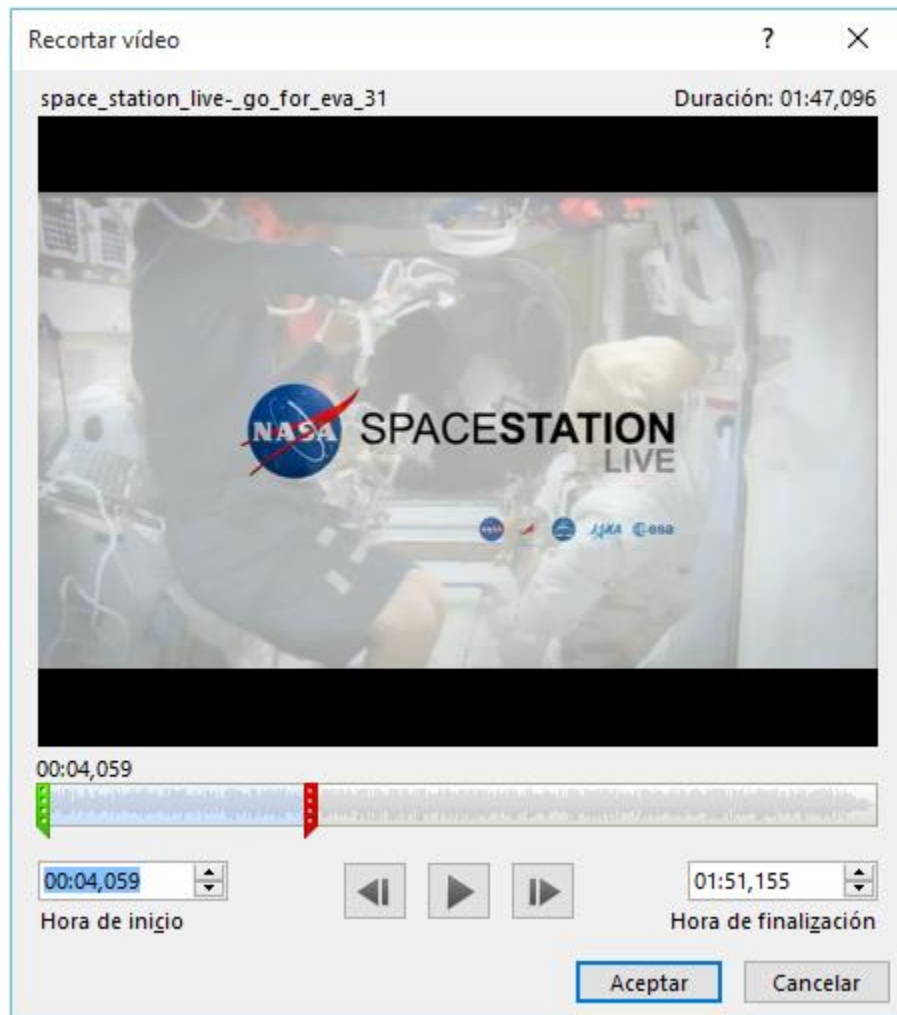 Recortar vídeo ?
space_station_live-_go_for_eva_31 Duración: 01:47,096
NASA SPACESTATION
LIVE
NASA esa
00:04,059
00:04,059 01:51,155
Hora de inicio Hora de finalización
Aceptar Cancelar